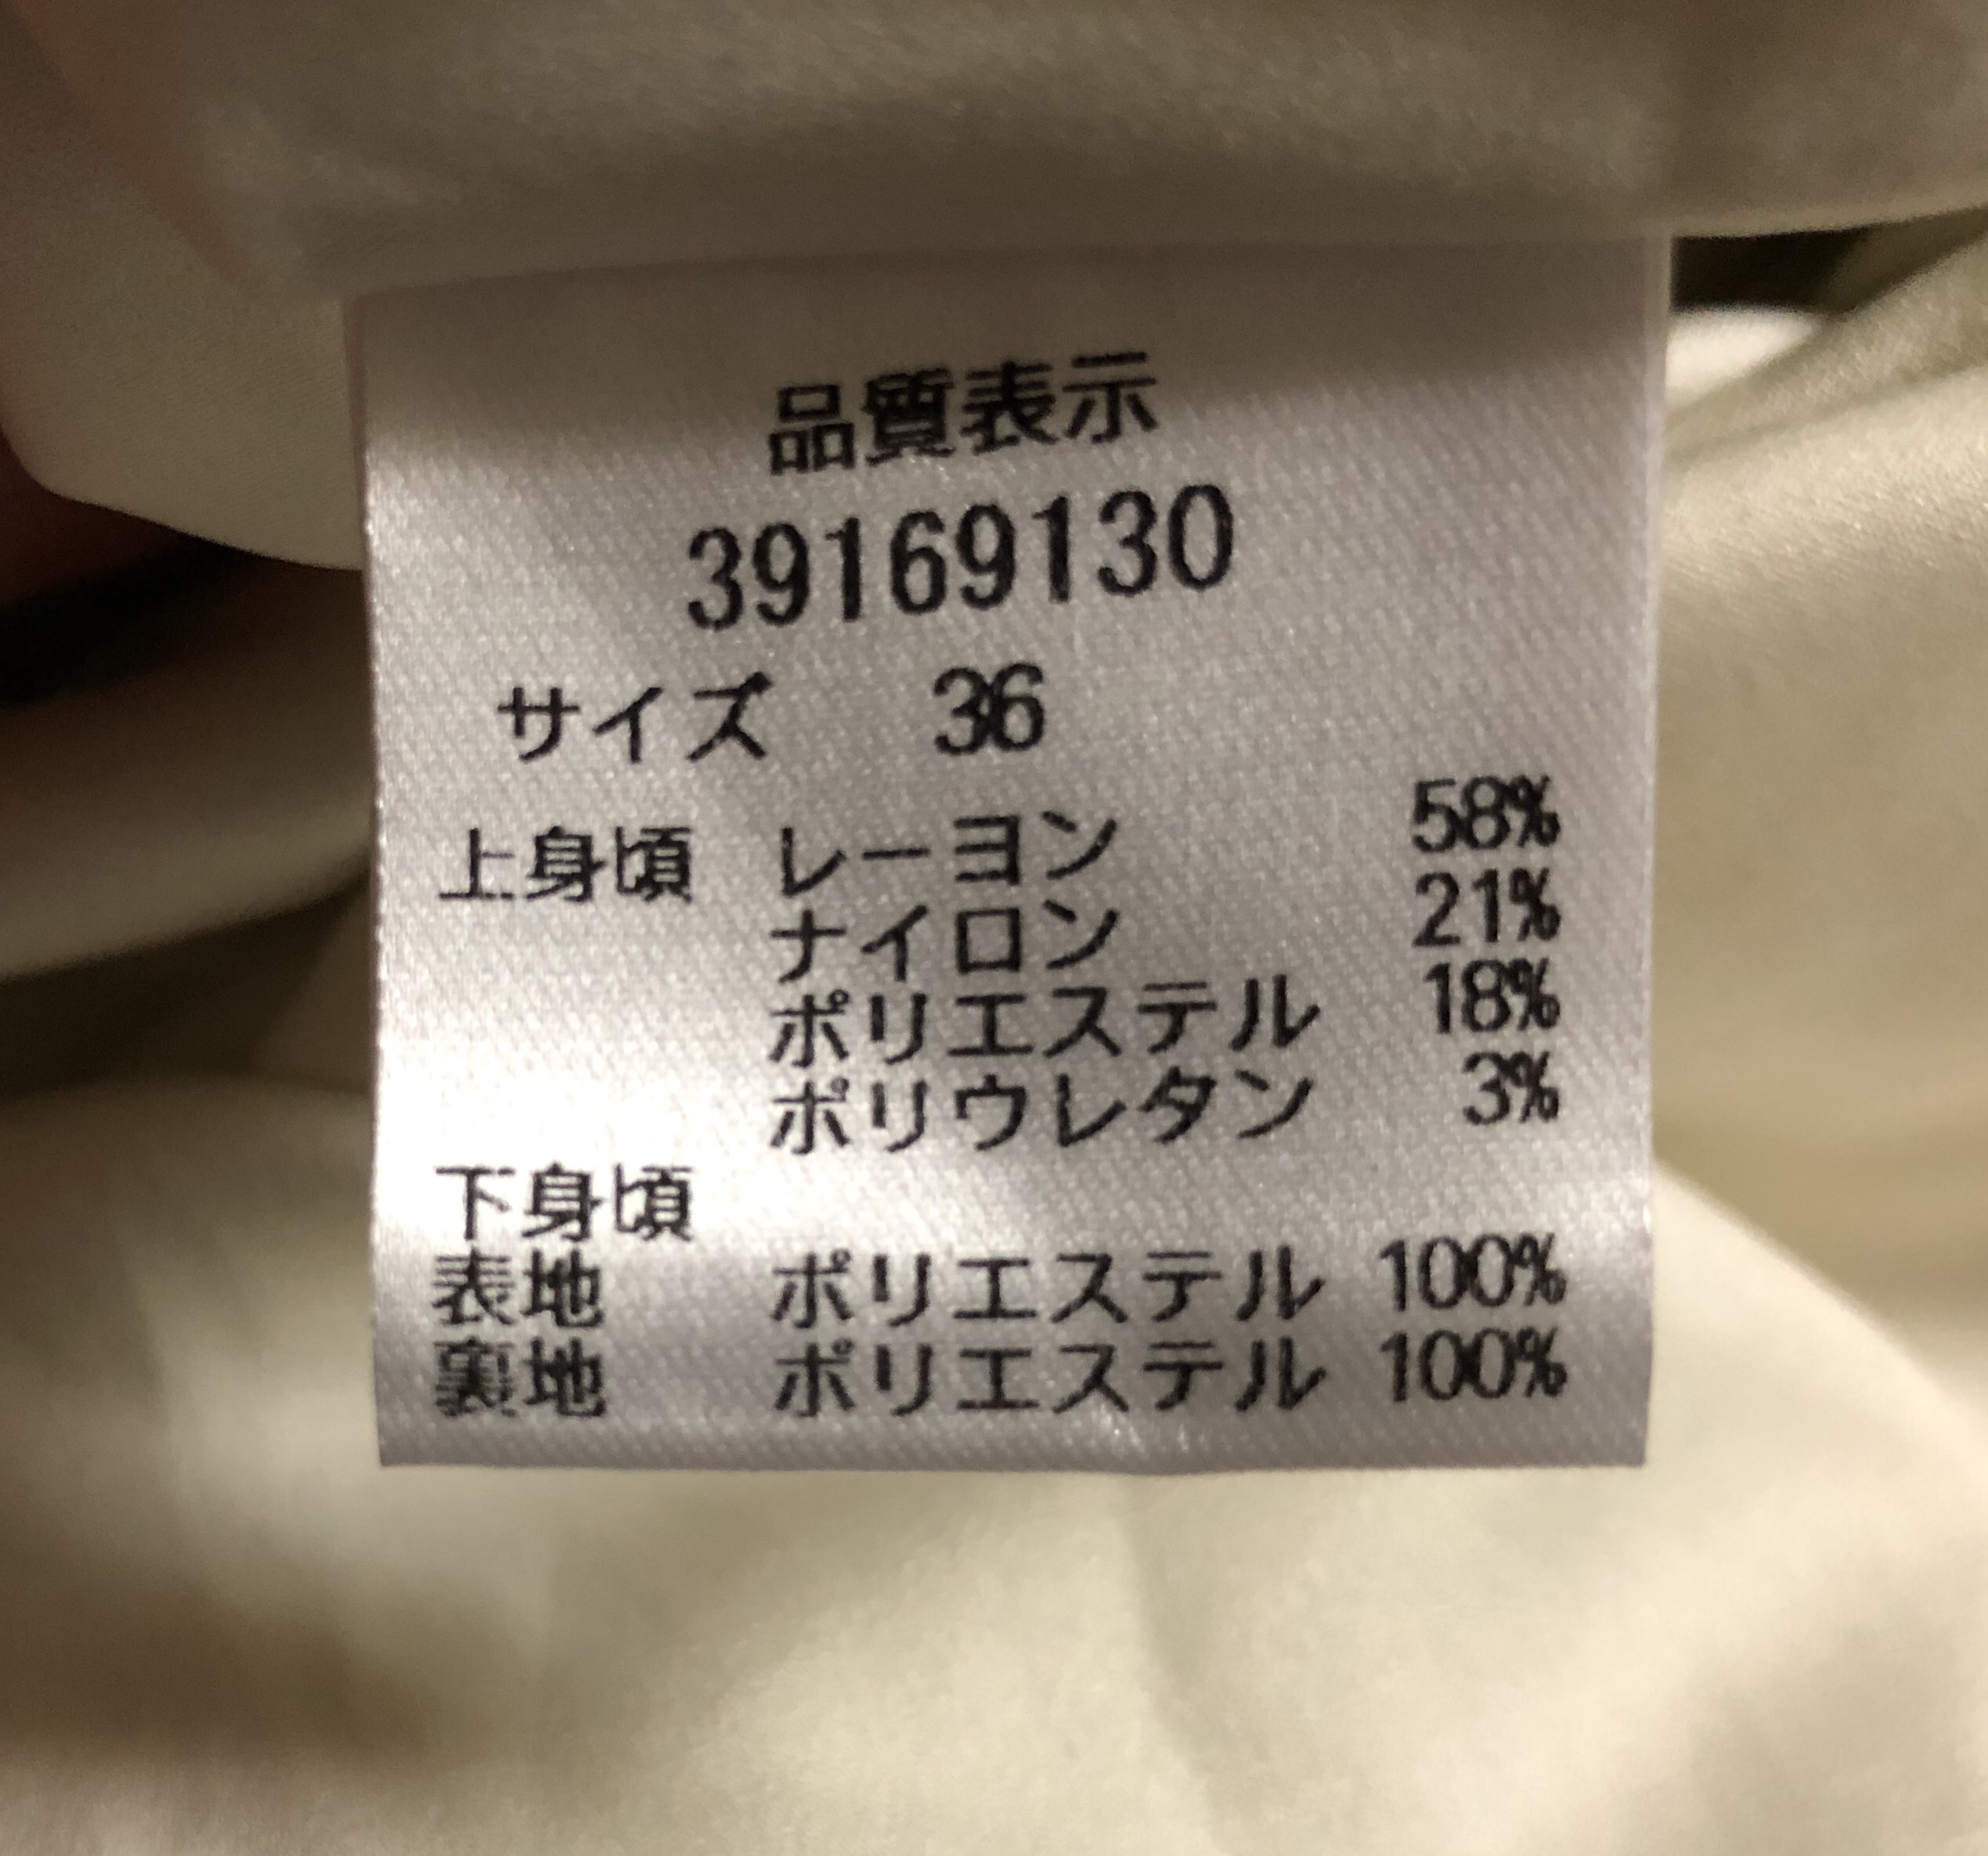 品質表示
39169130
サイズ 36
上身頃 レーヨン 58%
ナイロン 21%
ポリエステル 18%
ポリウレタン 3%
下身頃
表地 ポリエステル 100%
裏地 ポリエステル 100%